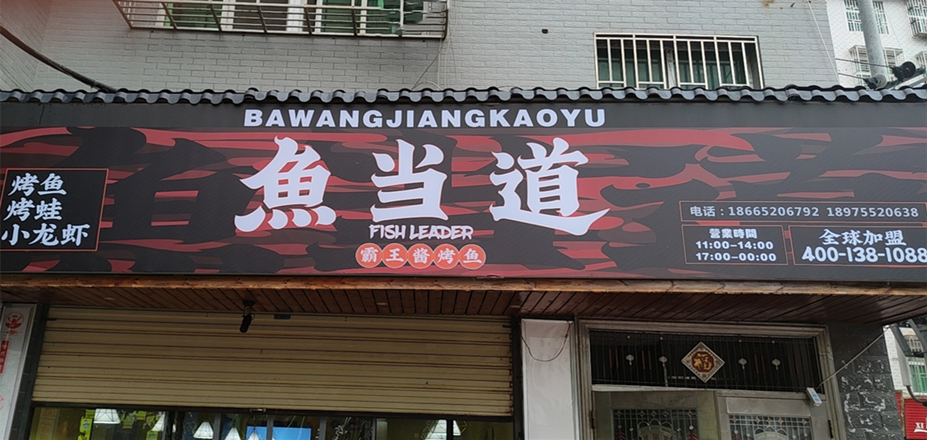 BAWANGJIANGKAOYU
魚当道
FISH LEADER
霸王醬烤鱼
烤鱼
烤蛙
小龙虾
电话：18665206792 18975520638
营業時間
11:00-14:00
17:00-00:00
全球加盟
400-138-1088
福